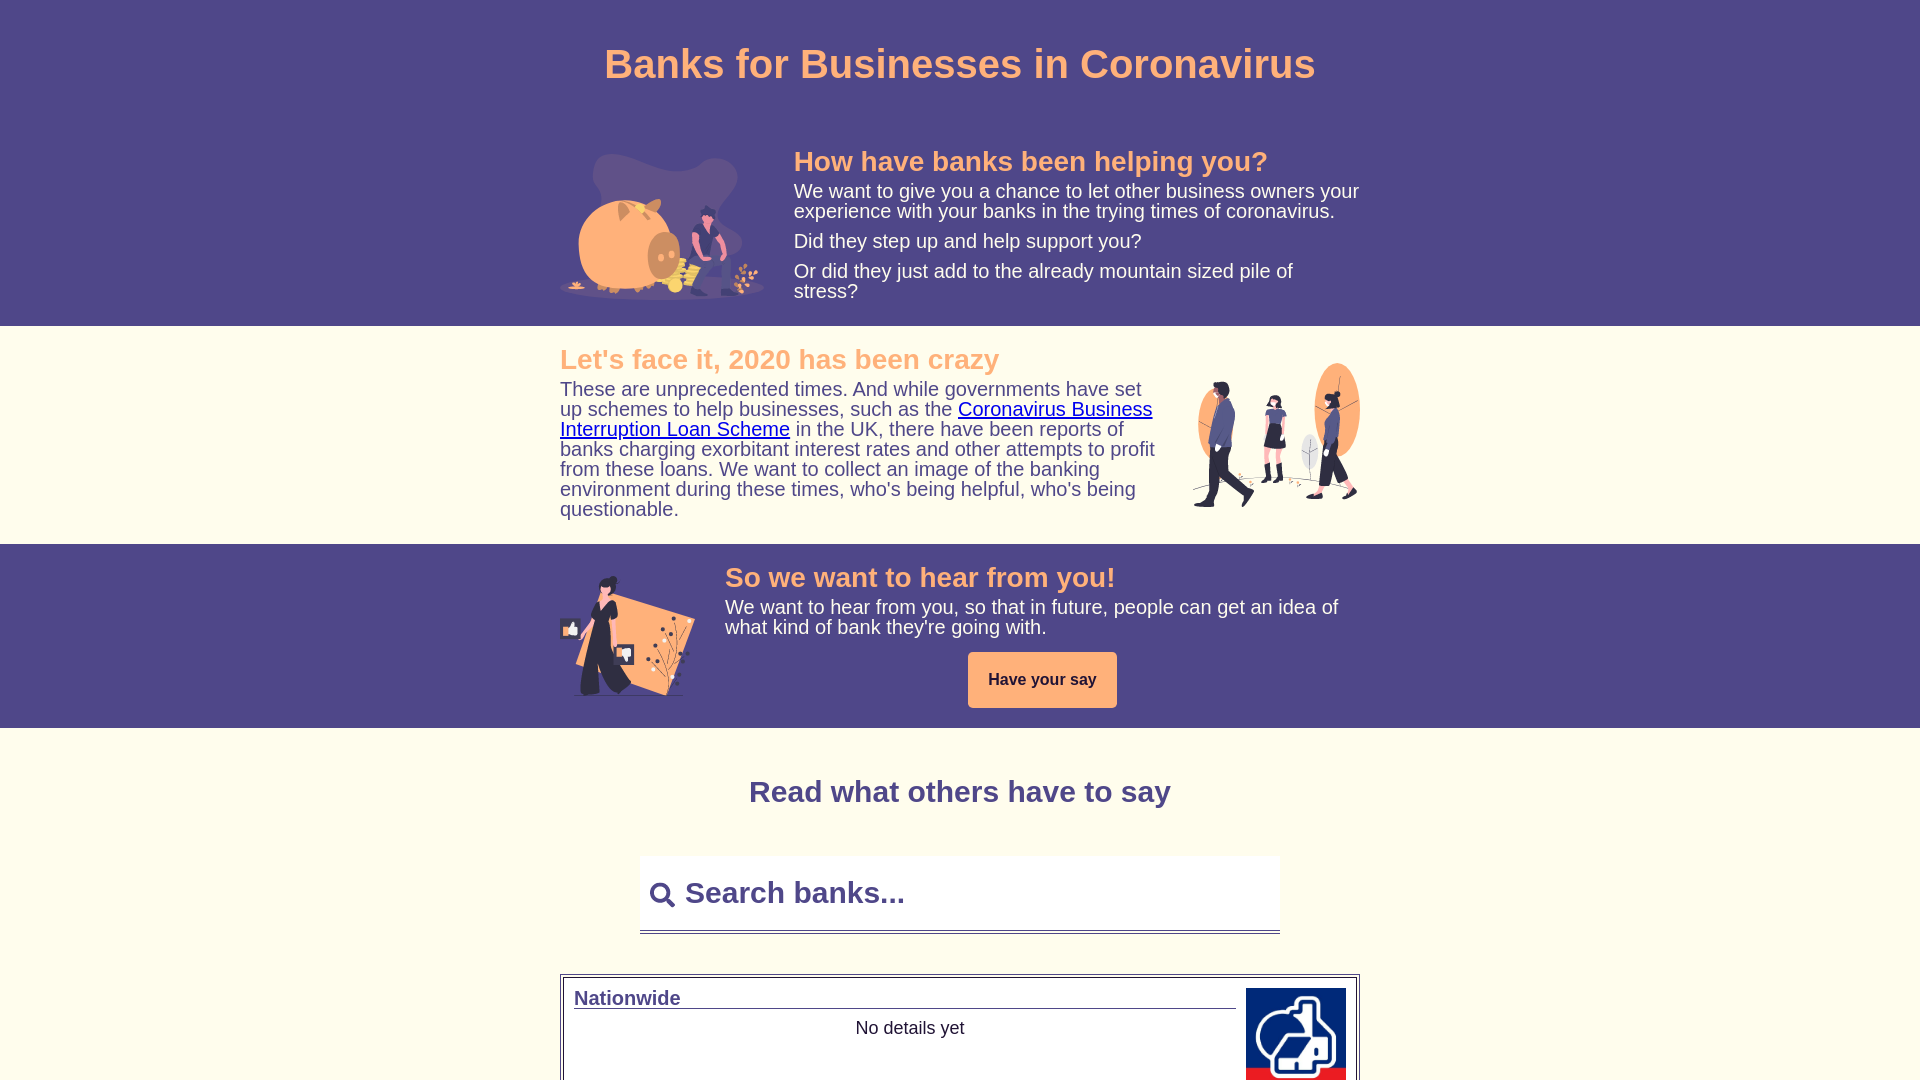 Banks for Businesses in Coronavirus
How have banks been helping you?
We want to give you a chance to let other business owners your
experience with your banks in the trying times of coronavirus.
Did they step up and help support you?
Or did they just add to the already mountain sized pile of
stress?
Let's face it, 2020 has been crazy
These are unprecedented times. And while governments have set
up schemes to help businesses, such as the Coronavirus Business
Interruption Loan Scheme in the UK, there have been reports of
banks charging exorbitant interest rates and other attempts to profit
from these loans. We want to collect an image of the banking
environment during these times, who's being helpful, who's being
questionable.
So we want to hear from you!
We want to hear from you, so that in future, people can get an idea of
what kind of bank they're going with.
Have your say
Read what others have to say
Search banks...
Nationwide
No details yet